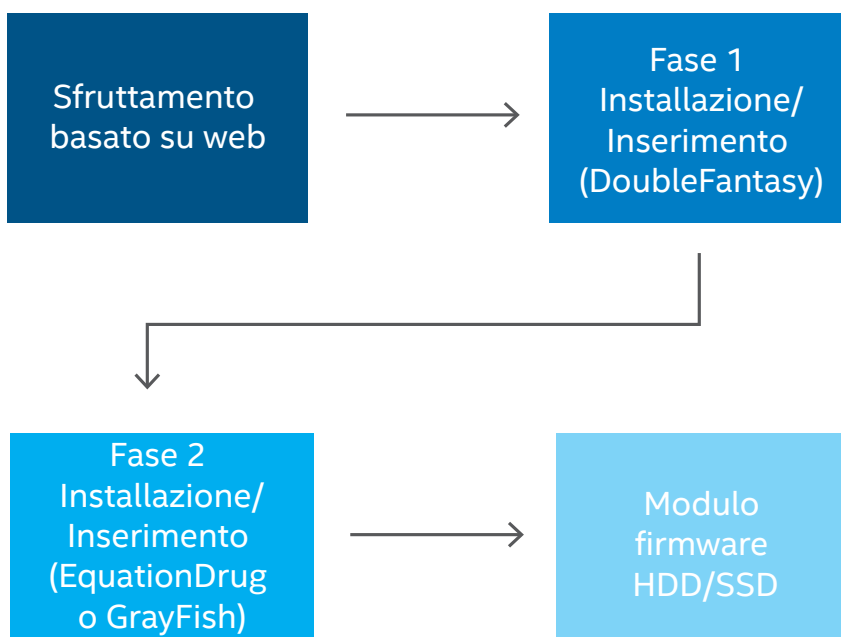 Sfruttamento
basato su web
Fase 1
Installazione/
Inserimento
(DoubleFantasy)
Fase 2
Installazione/
Inserimento
(EquationDrug
o GrayFish)
Modulo
firmware
HDD/SSD